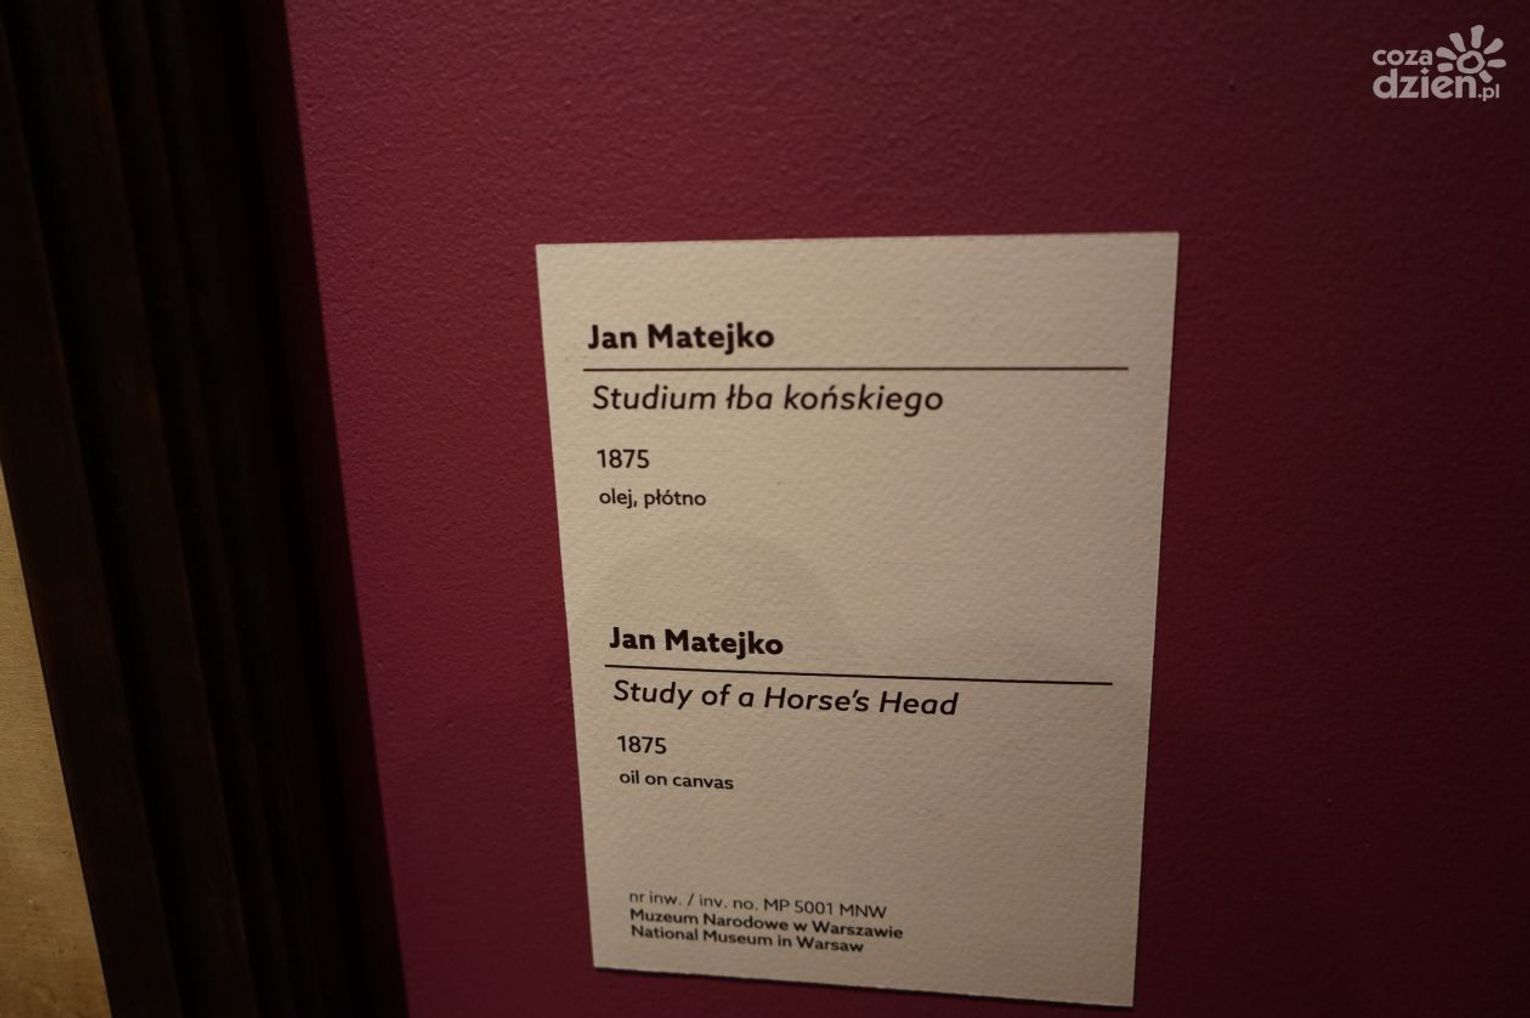 coza
dzien.pl
Jan Matejko
Studium łba końskiego
1875
olej, płótno
Jan Matejko
Study of a Horse's Head
1875
oil on canvas
nr inw. / inv. no. MP 5001 MNW
Muzeum Narodowe w Warszawie
National Museum in Warsaw